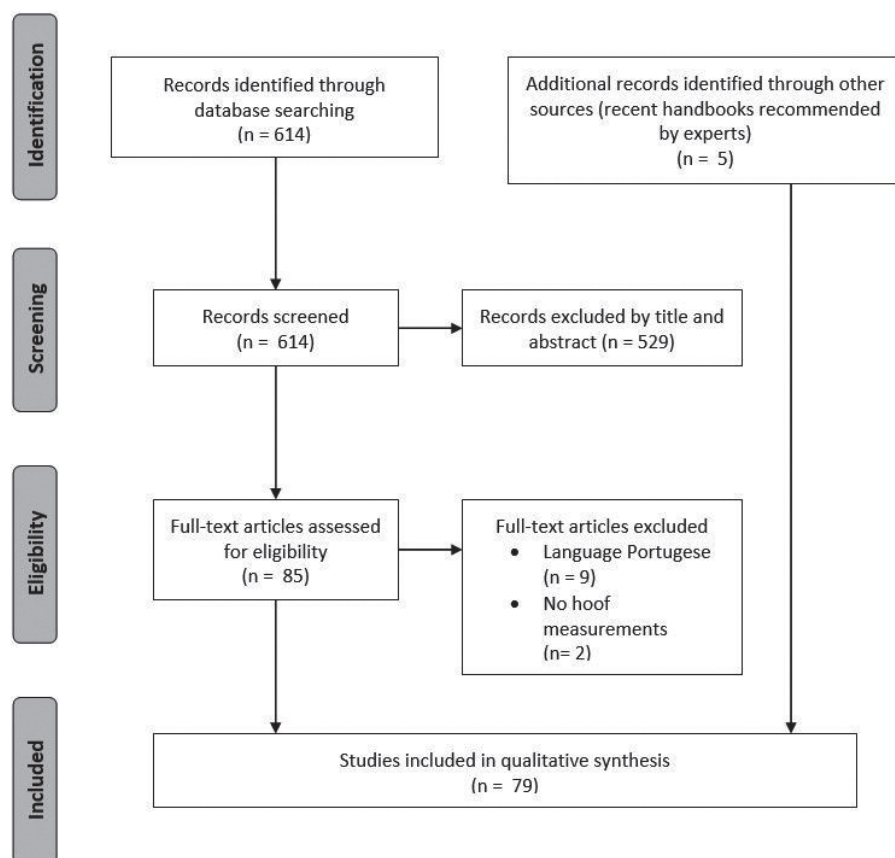 Identification
Records identified through
database searching
(n = 614)
Additional records identified through other
sources (recent handbooks recommended
by experts)
(n = 5)
Screening
Records screened
(n = 614)
Records excluded by title and
abstract (n = 529)
Eligibility
Full-text articles assessed
for eligibility
(n = 85)
Full-text articles excluded
• Language Portugese
(n = 9)
• No hoof
measurements
(n= 2)
Included
Studies included in qualitative synthesis
(n = 79)